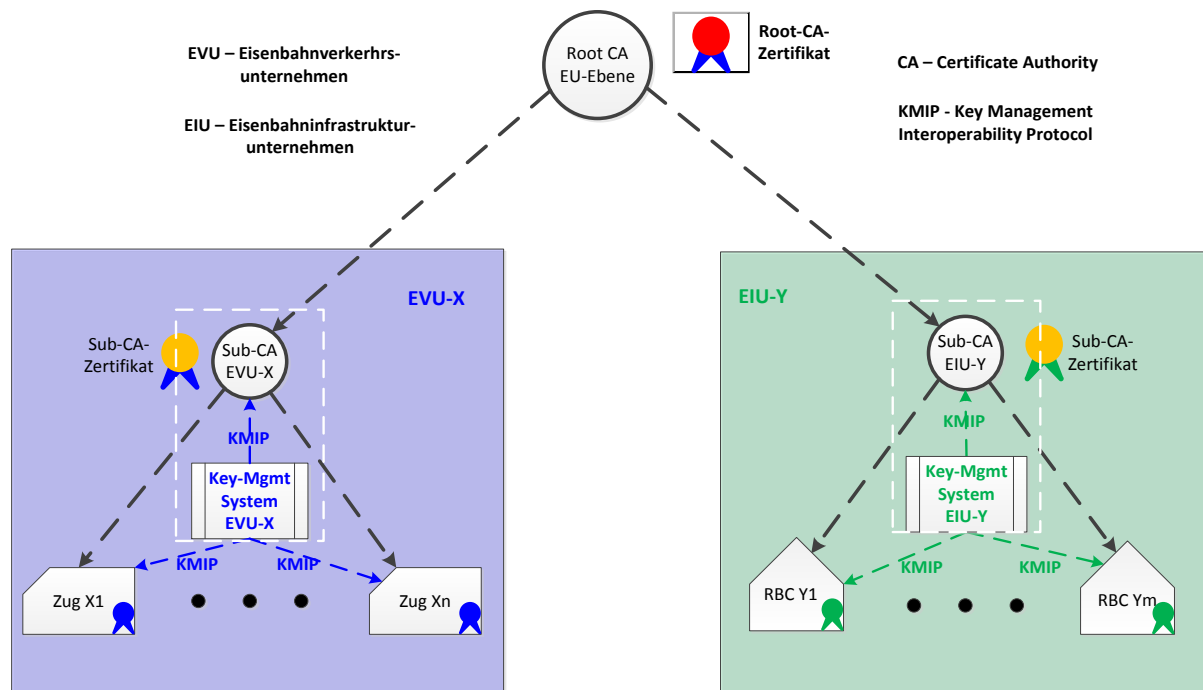 EVU – Eisenbahnverkerhrs-
unternehmen
EIU – Eisenbahninfrastruktur-
unternehmen
Root CA
EU-Ebene
Root-CA-
Zertifikat
CA – Certificate Authority
KMIP - Key Management
Interoperability Protocol
EVU-X
Sub-CA-
Zertifikat
Sub-CA
EVU-X
KMIP
Key-Mgmt
System
EVU-X
KMIP
KMIP
Zug X1
Zug Xn
EIU-Y
Sub-CA
EIU-Y
Sub-CA-
Zertifikat
KMIP
Key-Mgmt
System
EIU-Y
KMIP
KMIP
RBC Y1
RBC Ym